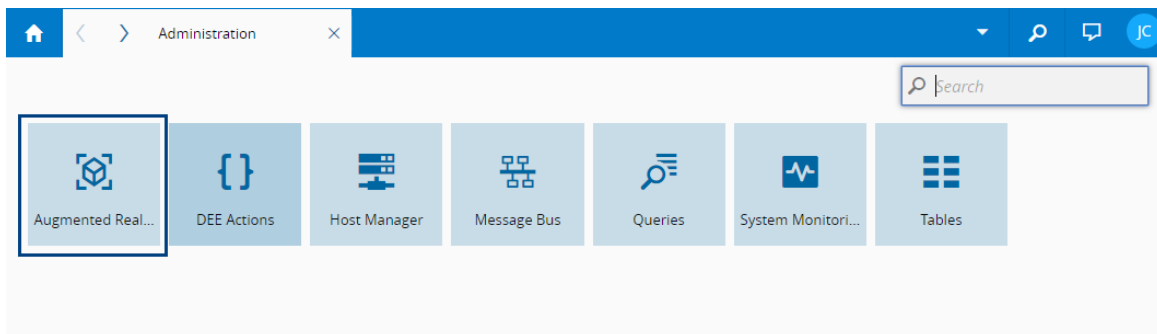 Administration
JC
Search
Augmented Real...
DEE Actions
Host Manager
Message Bus
Queries
System Monitori...
Tables